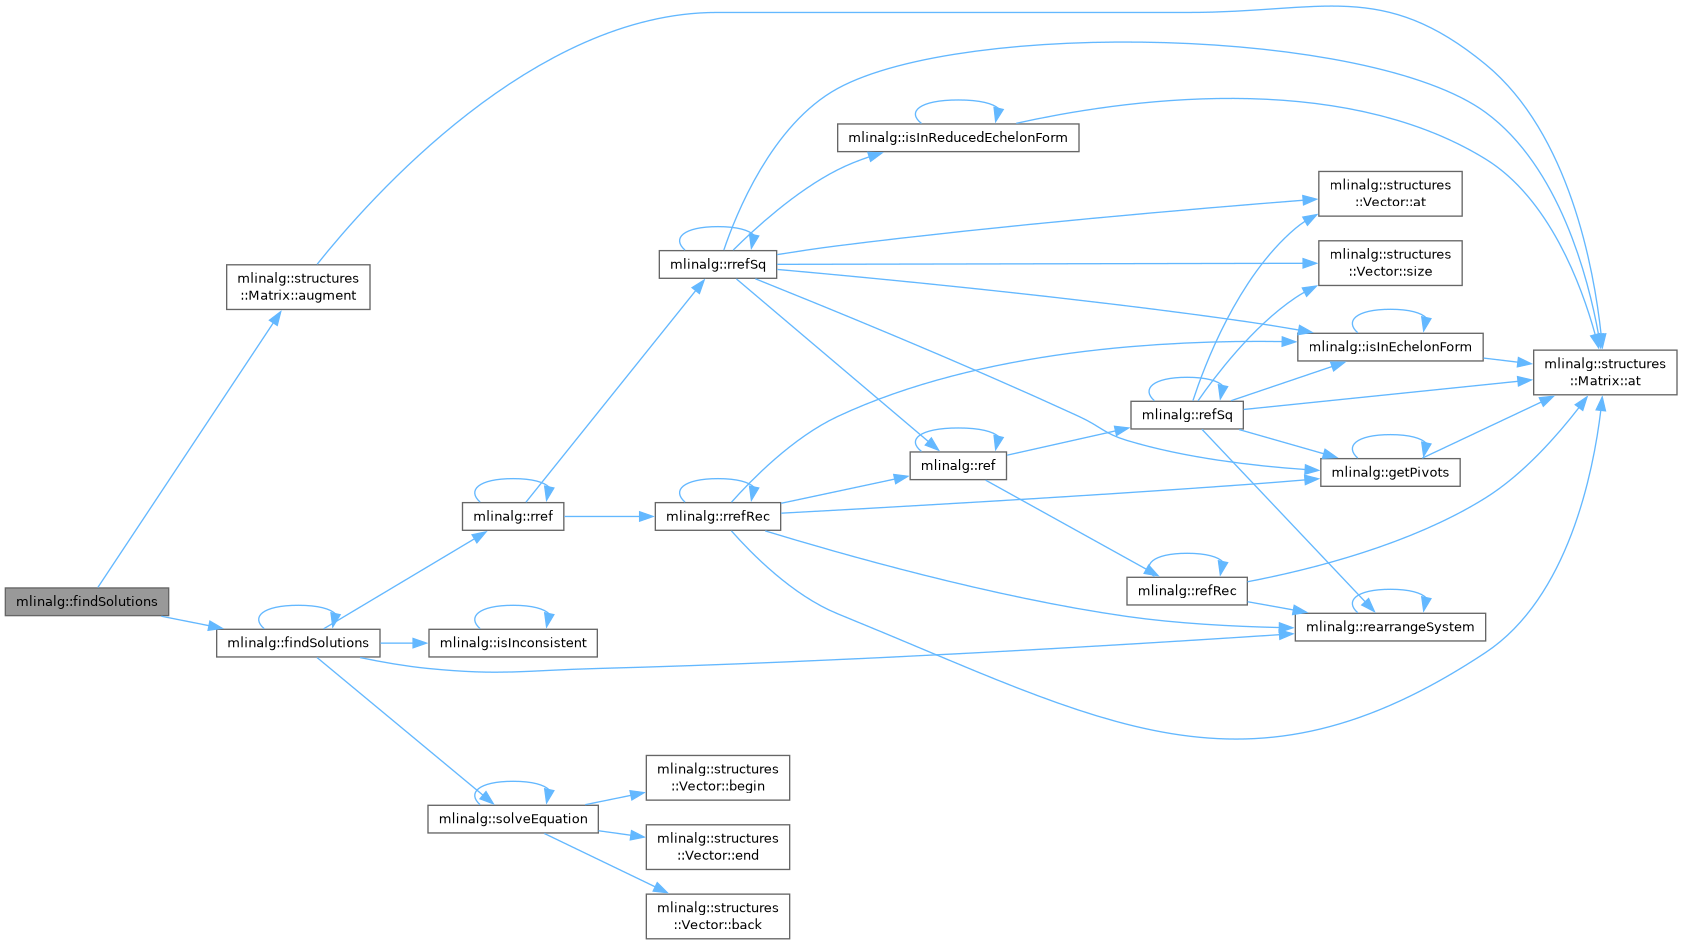 mlinalg::findSolutions
mlinalg::structures
::Matrix::augment
mlinalg::findSolutions
mlinalg::rref
mlinalg::isInconsistent
mlinalg::solveEquation
mlinalg::rrefSq
mlinalg::rrefRec
mlinalg::structures
::Vector::begin
mlinalg::structures
::Vector::end
mlinalg::structures
::Vector::back
mlinalg::isInReducedEchelonForm
mlinalg::ref
mlinalg::refSq
mlinalg::refRec
mlinalg::structures
::Vector::at
mlinalg::structures
::Vector::size
mlinalg::isInEchelonForm
mlinalg::getPivots
mlinalg::rearrangeSystem
mlinalg::structures
::Matrix::at